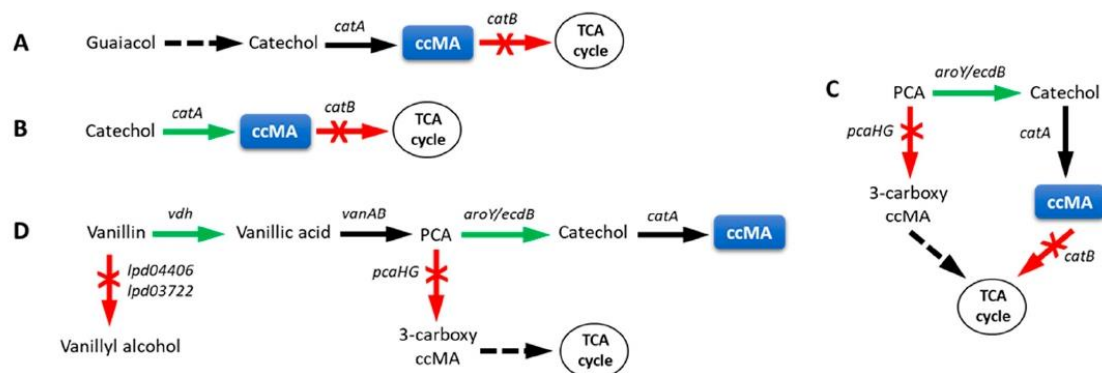 A
Guaiacol
Catechol
catA
ccMA
catB
TCA
cycle
B
Catechol
catA
ccMA
catB
TCA
cycle
C
PCA
aroY/ecdB
Catechol
pcaHG
catA
3-carboxy
ccMA
ccMA
catB
TCA
cycle
D
Vanillin
vdh
Vanillic acid
vanAB
PCA
aroY/ecdB
Catechol
catA
ccMA
lpd04406
lpd03722
Vanillyl alcohol
pcaHG
3-carboxy
ccMA
TCA
cycle